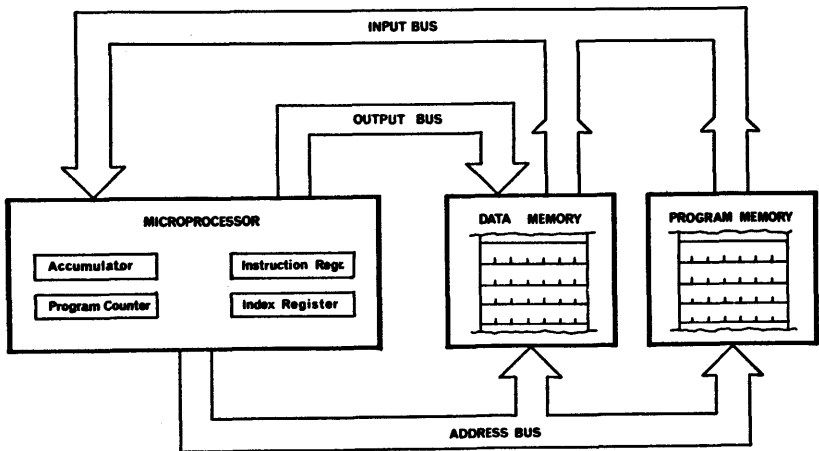 INPUT BUS
OUTPUT BUS
MICROPROCESSOR
Accumulator
Instruction Regr.
Program Counter
Index Register
DATA MEMORY
PROGRAM MEMORY
ADDRESS BUS